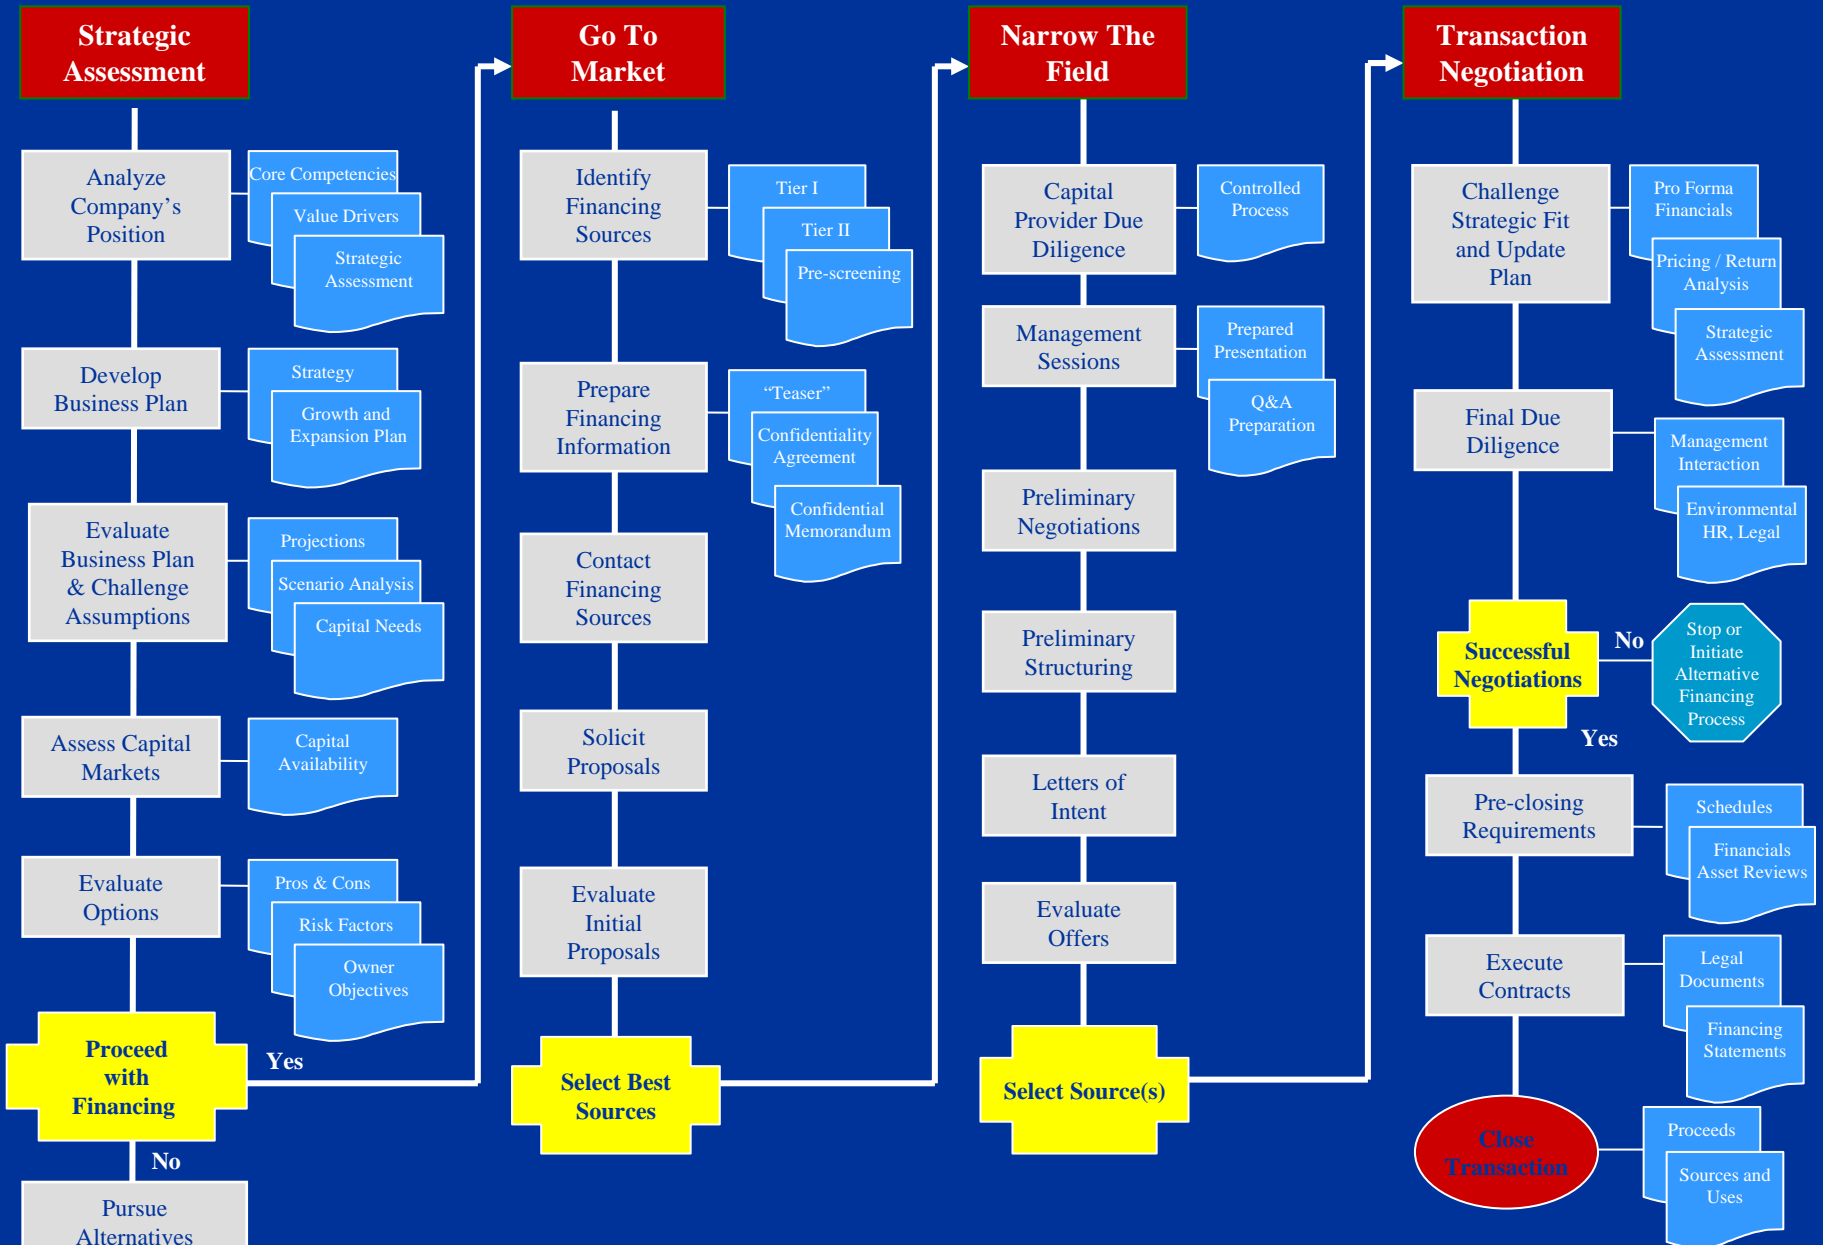 Strategic
Assessment
Analyze
Company’s
Position
Core Competencies
Value Drivers
Strategic
Assessment
Develop
Business Plan
Strategy
Growth and
Expansion Plan
Evaluate
Business Plan
& Challenge
Assumptions
Projections
Scenario Analysis
Capital Needs
Assess Capital
Markets
Capital
Availability
Evaluate
Options
Pros & Cons
Risk Factors
Owner
Objectives
Proceed
with
Financing
Yes
No
Pursue
Alternatives
Go To
Market
Identify
Financing
Sources
Tier I
Tier II
Pre-screening
Prepare
Financing
Information
“Teaser”
Confidentiality
Agreement
Confidential
Memorandum
Contact
Financing
Sources
Solicit
Proposals
Evaluate
Initial
Proposals
Select Best
Sources
Narrow The
Field
Capital
Provider Due
Diligence
Controlled
Process
Management
Sessions
Prepared
Presentation
Q&A
Preparation
Preliminary
Negotiations
Preliminary
Structuring
Letters of
Intent
Evaluate
Offers
Select Source(s)
Transaction
Negotiation
Challenge
Strategic Fit
and Update
Plan
Pro Forma
Financials
Pricing / Return
Analysis
Strategic
Assessment
Final Due
Diligence
Management
Interaction
Environmental
HR, Legal
Successful
Negotiations
No
Stop or
Initiate
Alternative
Financing
Process
Yes
Pre-closing
Requirements
Schedules
Financials
Asset Reviews
Execute
Contracts
Legal
Documents
Financing
Statements
Close
Transaction
Proceeds
Sources and
Uses